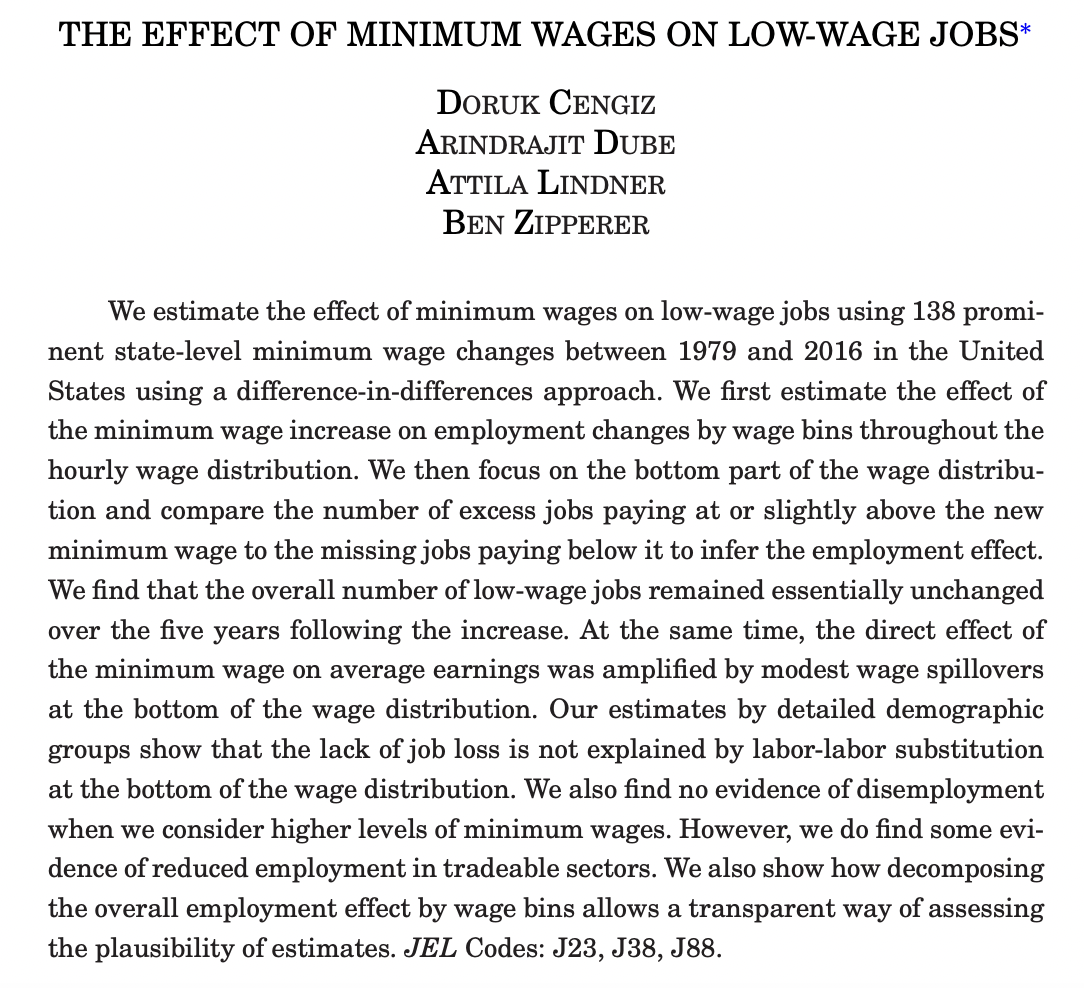 THE EFFECT OF MINIMUM WAGES ON LOW-WAGE JOBS*
DORUK CENGIZ
ARINDRAJIT DUBE
ATTILA LINDNER
BEN ZIPPERER
We estimate the effect of minimum wages on low-wage jobs using 138 promi-
nent state-level minimum wage changes between 1979 and 2016 in the United
States using a difference-in-differences approach. We first estimate the effect of
the minimum wage increase on employment changes by wage bins throughout the
hourly wage distribution. We then focus on the bottom part of the wage distribu-
tion and compare the number of excess jobs paying at or slightly above the new
minimum wage to the missing jobs paying below it to infer the employment effect.
We find that the overall number of low-wage jobs remained essentially unchanged
over the five years following the increase. At the same time, the direct effect of
the minimum wage on average earnings was amplified by modest wage spillovers
at the bottom of the wage distribution. Our estimates by detailed demographic
groups show that the lack of job loss is not explained by labor-labor substitution
at the bottom of the wage distribution. We also find no evidence of disemployment
when we consider higher levels of minimum wages. However, we do find some evi-
dence of reduced employment in tradeable sectors. We also show how decomposing
the overall employment effect by wage bins allows a transparent way of assessing
the plausibility of estimates. JEL Codes: J23, J38, J88.